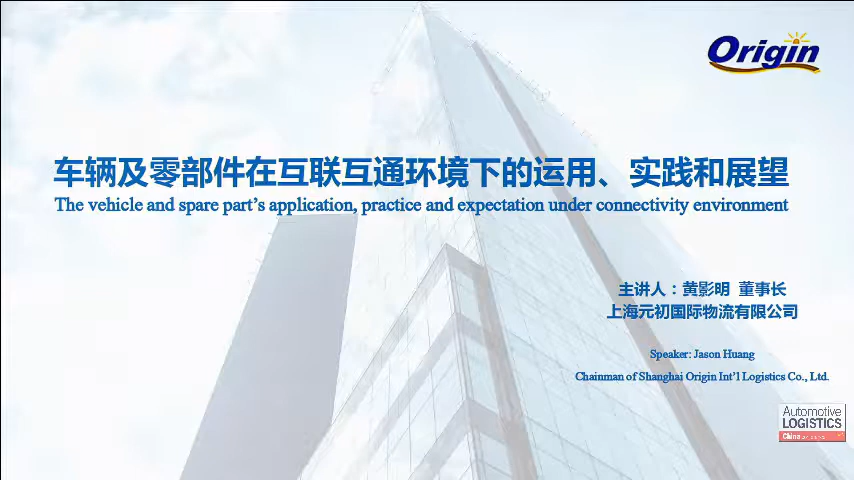 Origin
车辆及零部件在互联互通环境下的运用、实践和展望
The vehicle and spare part's application, practice and expectation under connectivity environment
主讲人：黄影明 董事长
上海元初国际物流有限公司
Speaker: Jason Huang
Chainman of Shanghai Origin Int'l Logistics Co., Ltd.
Automotive
LOGISTICS
China